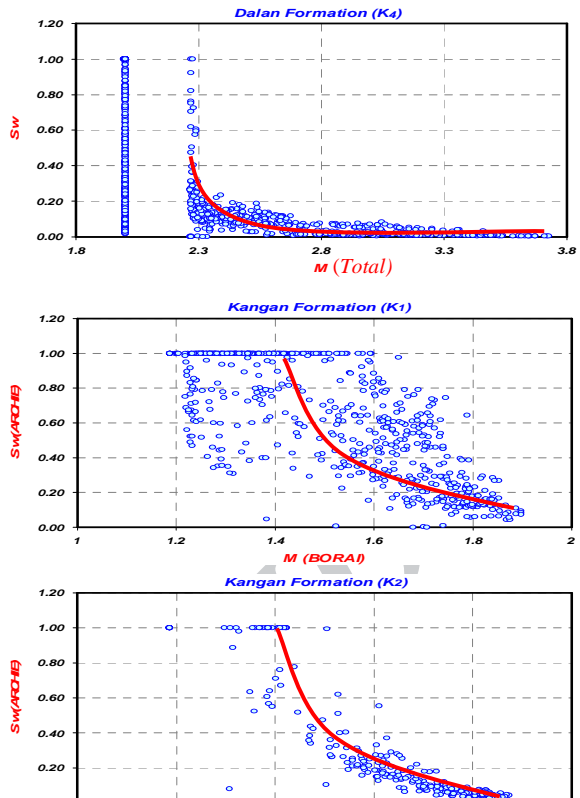 Dalan Formation (K4)
1.20
1.00
0.80
0.60
0.40
0.20
0.00
Sw
1.8 2.3 2.8 3.3 3.8
M (Total)
Kangan Formation (K1)
1.20
1.00
0.80
0.60
0.40
0.20
0.00
Sw(ARCHIE)
1 1.2 1.4 1.6 1.8 2
M (BORAI)
Kangan Formation (K2)
1.20
1.00
0.80
0.60
0.40
0.20
Sw(ARCHIE)